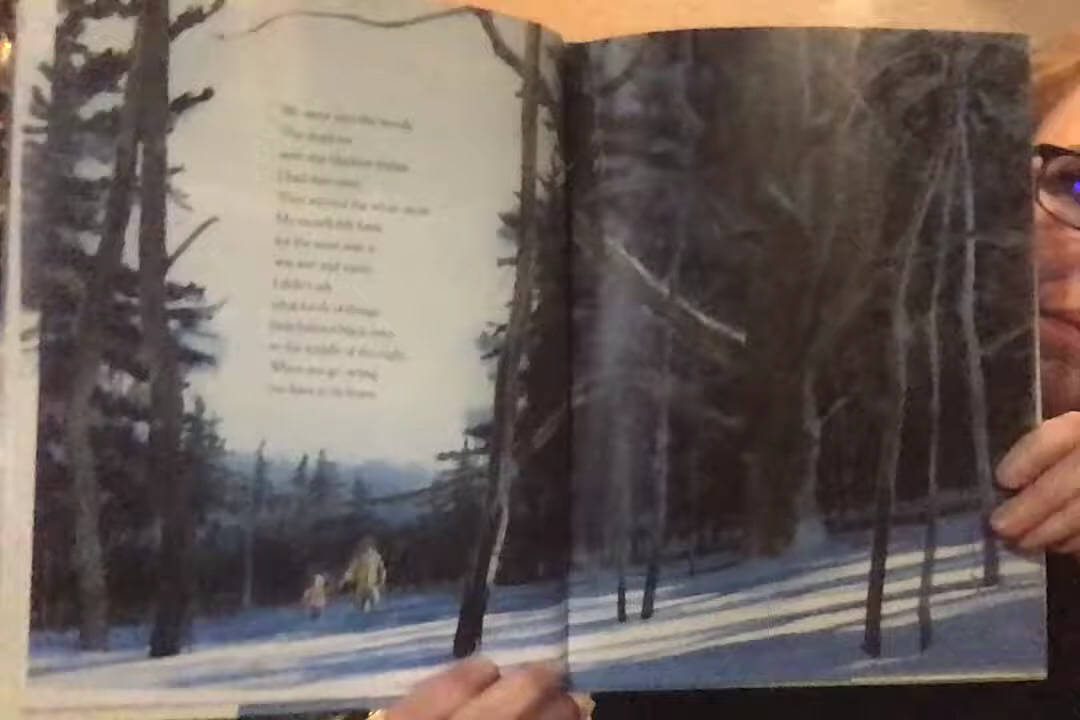 We went into the woods.
The shadows
were the blackest things
I had ever seen.
They stained the white snow.
My mouth felt furry,
for the scarf over it
was wet and warm.
I didn't ask
what kinds of things
hide behind black trees
in the middle of the night.
When you go owling
you have to be brave.